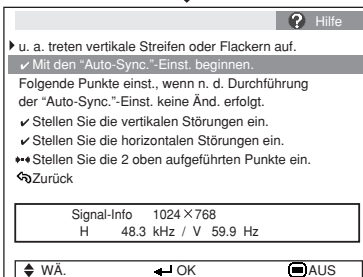 ? Hilfe
u. a. treten vertikale Streifen oder Flackern auf.
✓ Mit den "Auto-Sync."-Einst. beginnen.
Folgende Punkte einst., wenn n. d. Durchführung
der "Auto-Sync."-Einst. keine Änd. erfolgt.
✓ Stellen Sie die vertikalen Störungen ein.
✓ Stellen Sie die horizontalen Störungen ein.
Stellen Sie die 2 oben aufgeführten Punkte ein.
Zurück
Signal-Info 1024×768
H 48.3 kHz / V 59.9 Hz
WÄ. OK AUS